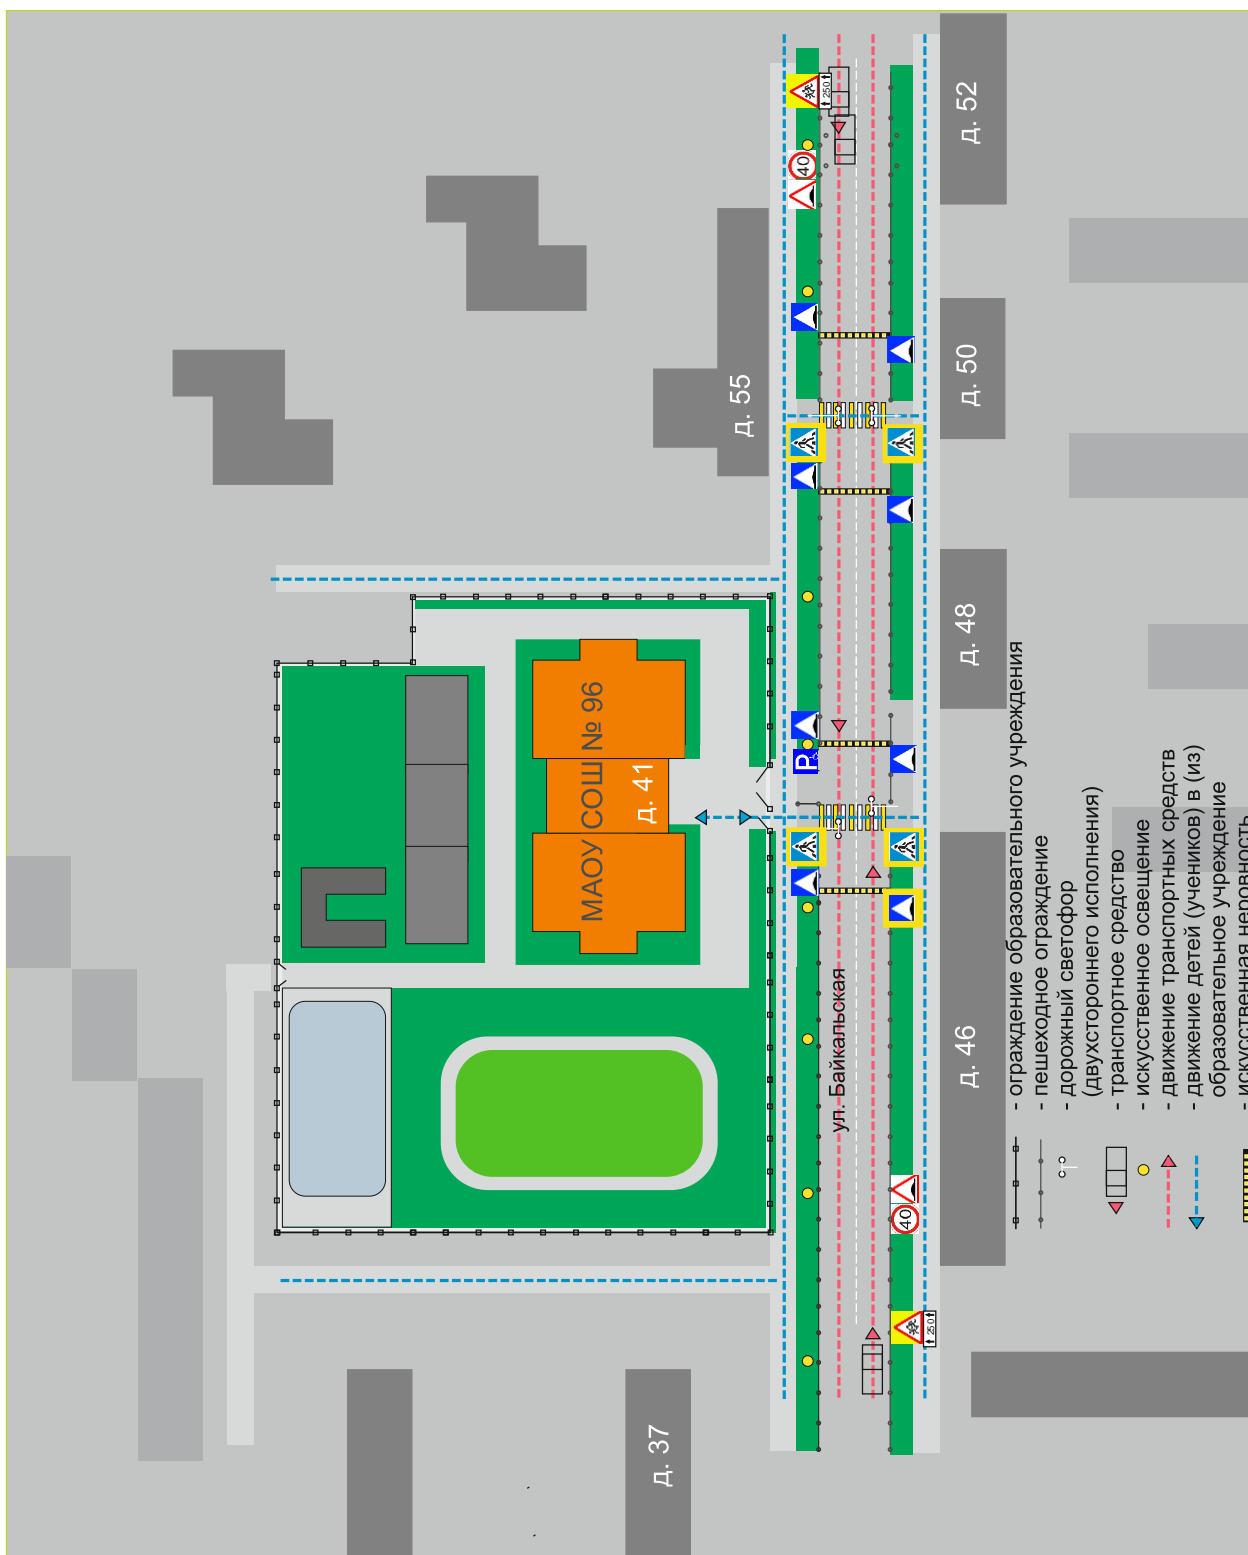 МАОУ СОШ № 96
д. 41
д. 37
д. 55
д. 46
д. 48
д. 50
д. 52
ул. Байкальская
250
40
P
40
250
- ограждение образовательного учреждения
- пешеходное ограждение
- дорожный светофор
(двухстороннего исполнения)
- транспортное средство
- искусственное освещение
- движение транспортных средств
- движение детей (учеников) в (из)
образовательное учреждение
- искусственная неровность